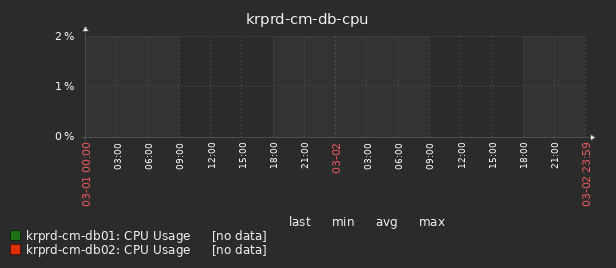 krprd-cm-db-cpu
2 %
1 %
0 %
03-01 00:00 03:00 06:00 09:00 12:00 15:00 18:00 21:00 03-02 03:00 06:00 09:00 12:00 15:00 18:00 21:00 03-02 23:59
last min avg max
krprd-cm-db01: CPU Usage [no data]
krprd-cm-db02: CPU Usage [no data]